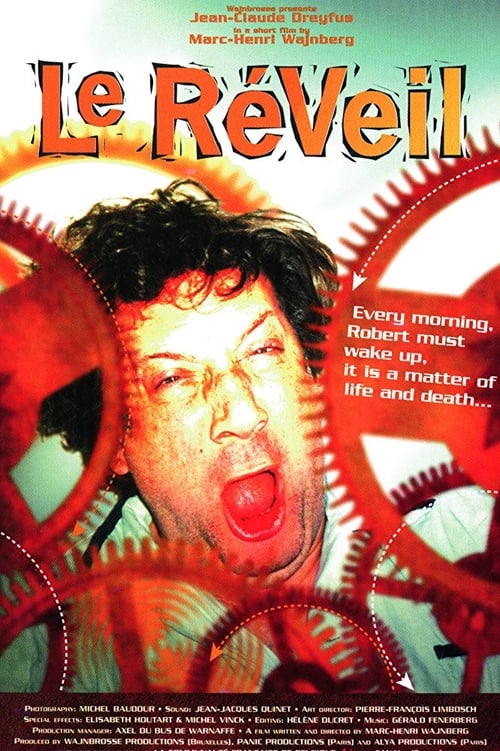 Wajnbrosse presents
Jean-Claude Dreyfus
in a short film by
Marc-Henri Wajnberg
Le RéVeil
Every morning,
Robert must
wake up,
it is a matter of
life and death...
Photography: Michel Baudour • Sound: Jean-Jacques Quinet • Art director: Pierre-François Limbosch
Special effects: Elisabeth Houtart & Michel Vinck • Editing: Hélène Ducret • Music: Gérald Fenerberg
Production manager: Axel du Bus de Warnaffe • A film written and directed by Marc-Henri Wajnberg
Produced by Wajnbrosse Productions (Bruxelles), Panic Productions (Paris) and Alya Productions (Paris)